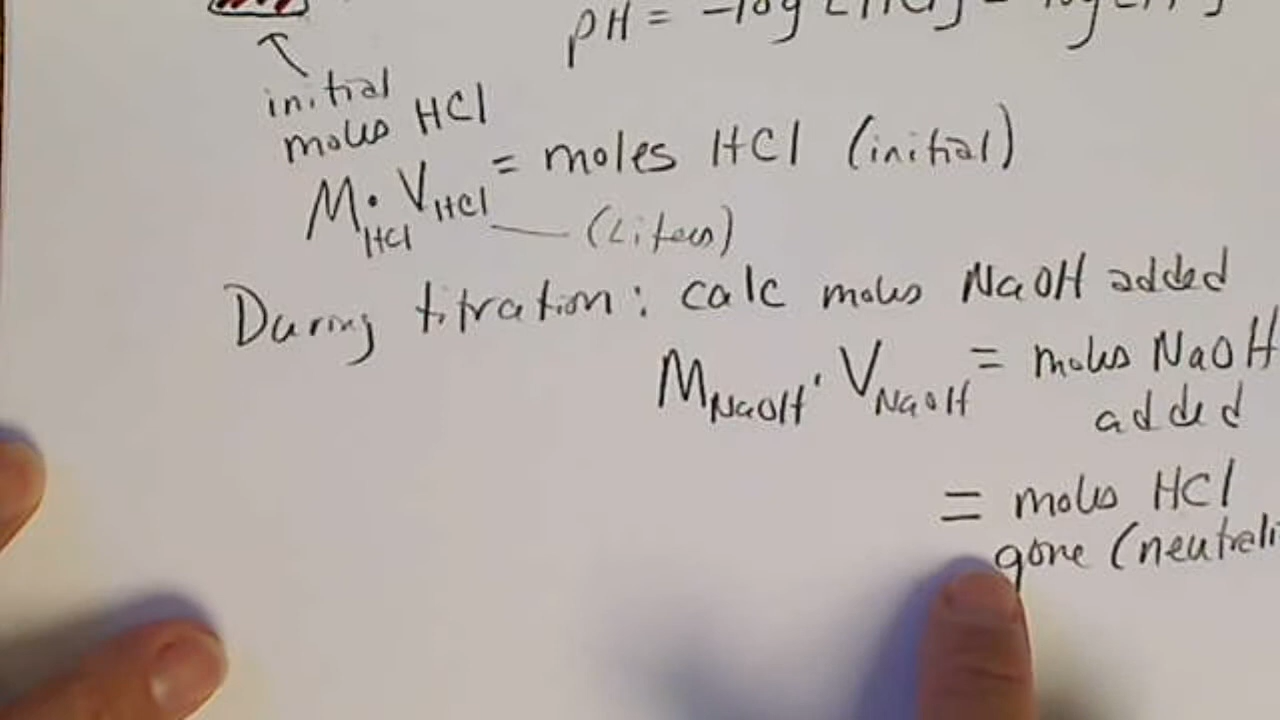 pH =
initial
moles HCl
M HCl · V HCl = moles HCl (initial)
(Liters)
During titration: calc moles NaOH added
M NaOH · V NaOH = moles NaOH
added
= moles HCl
gone (neutrali